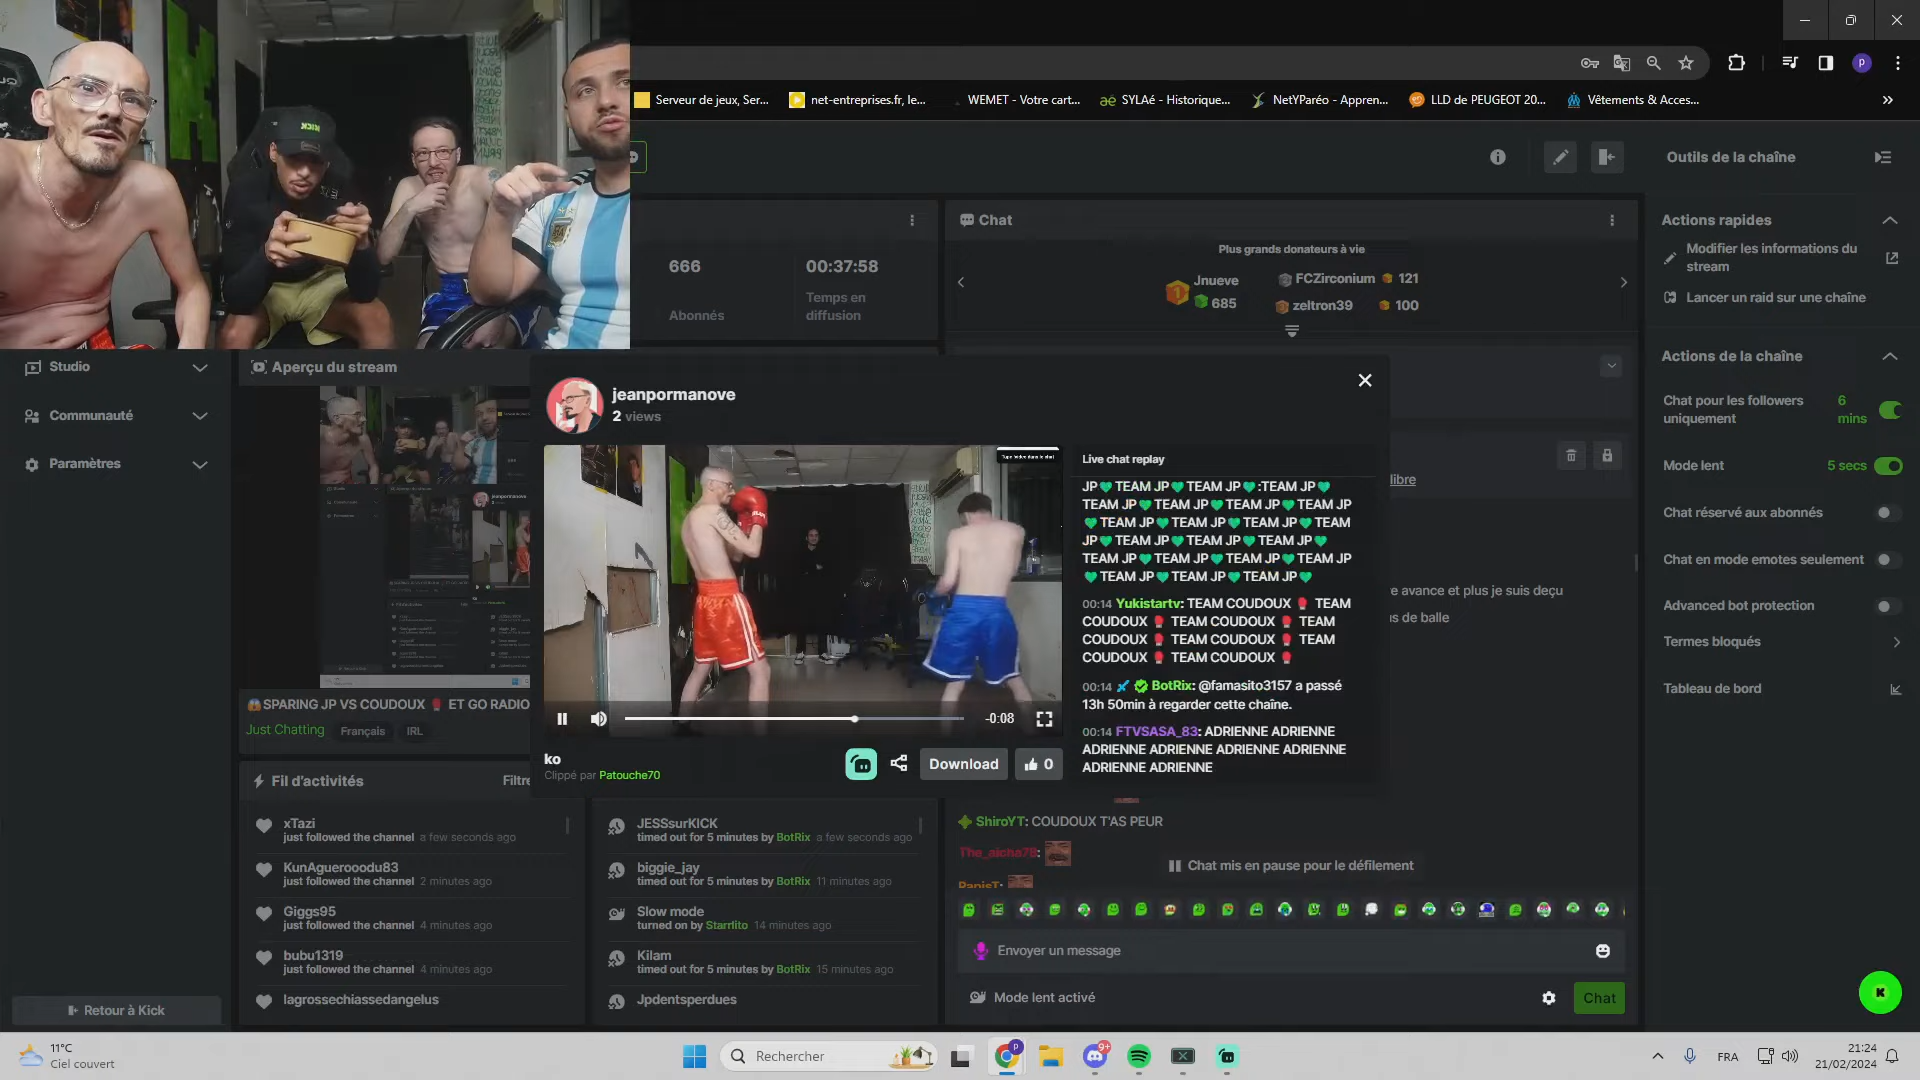 Serveur de jeux, Ser...
net-entreprises.fr, le...
WEMET - Votre cart...
SYLAé - Historique...
NetYParéo - Appren...
LLD de PEUGEOT 20...
Vêtements & Acces...
Outils de la chaîne
666
Abonnés
00:37:58
Temps en
diffusion
Chat
Plus grands donateurs à vie
Jnueve
685
FCZirconium 121
zeltron39 100
Actions rapides
Modifier les informations du
stream
Lancer un raid sur une chaîne
Actions de la chaîne
Chat pour les followers
uniquement
6
mins
Mode lent 5 secs
Chat réservé aux abonnés
Chat en mode emotes seulement
Advanced bot protection
Termes bloqués
Tableau de bord
Studio
Communauté
Paramètres
Retour à Kick
Aperçu du stream
😱SPARING JP VS COUDOUX 🥊 ET GO RADIO
Just Chatting Français IRL
jeanpormanove
2 views
Live chat replay
JP💚TEAM JP💚TEAM JP💚:TEAM JP💚
TEAM JP💚TEAM JP💚TEAM JP💚TEAM JP
💚TEAM JP💚TEAM JP💚TEAM JP💚TEAM
JP💚TEAM JP💚TEAM JP💚TEAM JP💚
TEAM JP💚TEAM JP💚TEAM JP💚TEAM JP
💚TEAM JP💚TEAM JP💚TEAM JP💚
00:14 Yukistartv: TEAM COUDOUX 🥊 TEAM
COUDOUX 🥊 TEAM COUDOUX 🥊 TEAM
COUDOUX 🥊 TEAM COUDOUX 🥊 TEAM
COUDOUX 🥊 TEAM COUDOUX 🥊
00:14 BotRix: @famasito3157 a passé
13h 50min à regarder cette chaîne.
00:14 FTVSASA_83: ADRIENNE ADRIENNE
ADRIENNE ADRIENNE ADRIENNE ADRIENNE
ADRIENNE ADRIENNE
-0:08
ko
Clippé par Patouche70
Download
0
libre
e avance et plus je suis deçu
s de balle
Fil d'activités
Filtre
xTazi
just followed the channel a few seconds ago
KunAguerooodu83
just followed the channel 2 minutes ago
Giggs95
just followed the channel 4 minutes ago
bubu1319
just followed the channel 4 minutes ago
lagrossechiassedangelus
JESSsurKICK
timed out for 5 minutes by BotRix a few seconds ago
biggie_jay
timed out for 5 minutes by BotRix 11 minutes ago
Slow mode
turned on by Starrlito 14 minutes ago
Kilam
timed out for 5 minutes by BotRix 15 minutes ago
Jpdentsperdues
ShiroYT: COUDOUX T'AS PEUR
Chat mis en pause pour le défilement
Envoyer un message
Mode lent activé
Chat
11°C
Ciel couvert
Rechercher
9+
FRA
21:24
21/02/2024